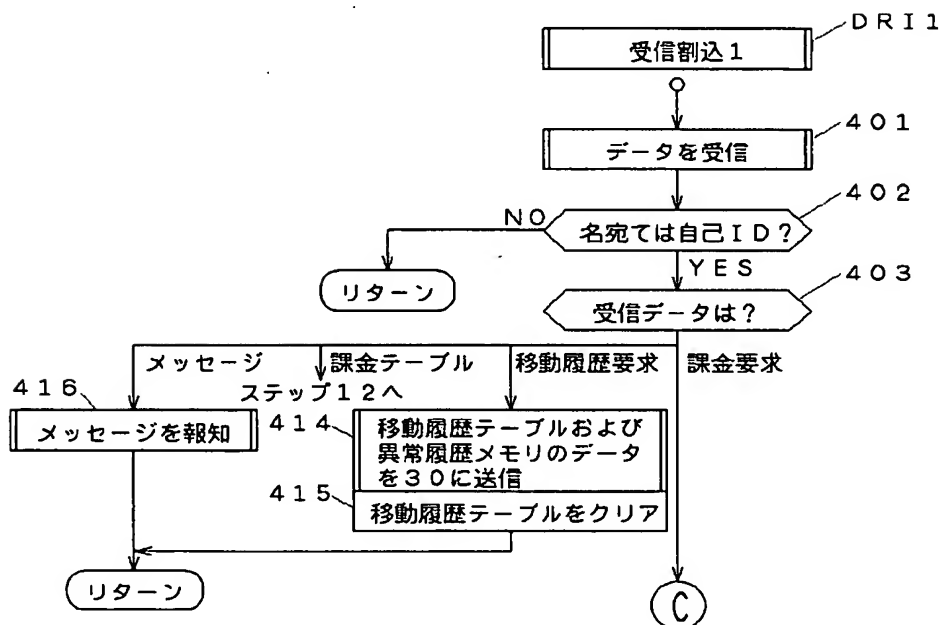 DRI1
受信割込1
401
データを受信
402
NO
名宛ては自己ID?
YES
403
リターン
受信データは?
メッセージ
課金テーブル
移動履歴要求
課金要求
ステップ12へ
416
メッセージを報知
414
移動履歴テーブルおよび
異常履歴メモリのデータ
を30に送信
415
移動履歴テーブルをクリア
リターン
C